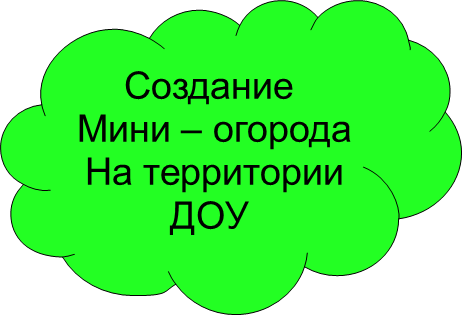 Создание
Мини – огорода
На территории
ДОУ